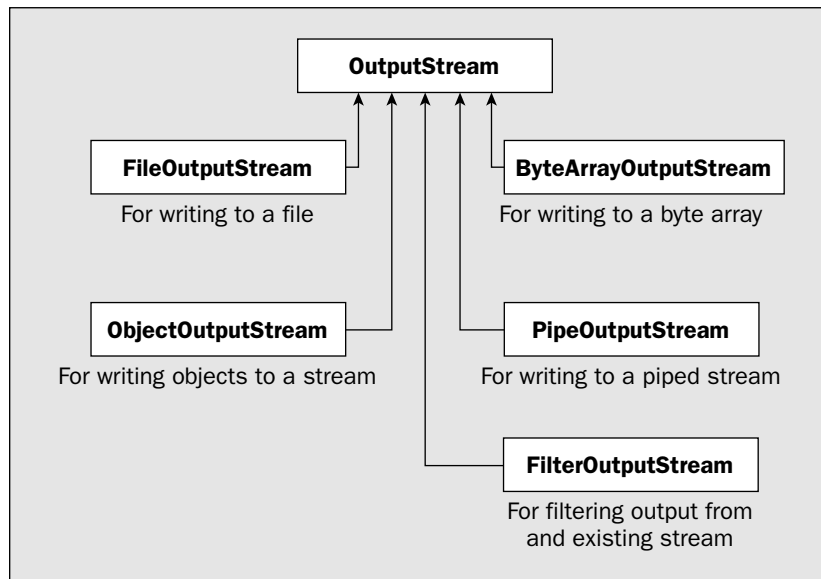 OutputStream
FileOutputStream
For writing to a file
ByteArrayOutputStream
For writing to a byte array
ObjectOutputStream
For writing objects to a stream
PipeOutputStream
For writing to a piped stream
FilterOutputStream
For filtering output from
and existing stream